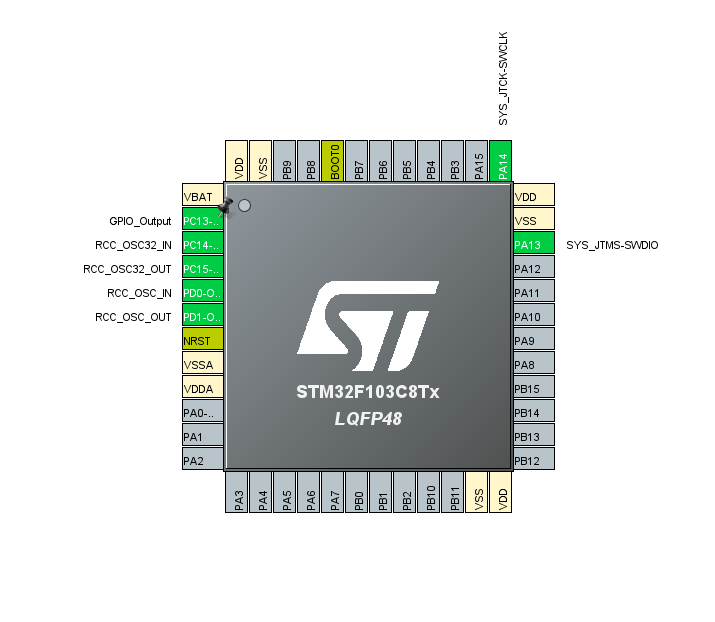 SYS_JTCK-SWCLK
VDD
VSS
PB9
PB8
BOOT0
PB7
PB6
PB5
PB4
PB3
PA15
PA14
VBAT
VDD
GPIO_Output
PC13-..
VSS
RCC_OSC32_IN
PC14-..
PA13
SYS_JTMS-SWDIO
RCC_OSC32_OUT
PC15-..
PA12
RCC_OSC_IN
PD0-O..
PA11
RCC_OSC_OUT
PD1-O..
PA10
NRST
PA9
VSSA
PA8
VDDA
PB15
PA0-..
PB14
PA1
PB13
PA2
PB12
ST
STM32F103C8Tx
LQFP48
PA3
PA4
PA5
PA6
PA7
PB0
PB1
PB2
PB10
PB11
VSS
VDD